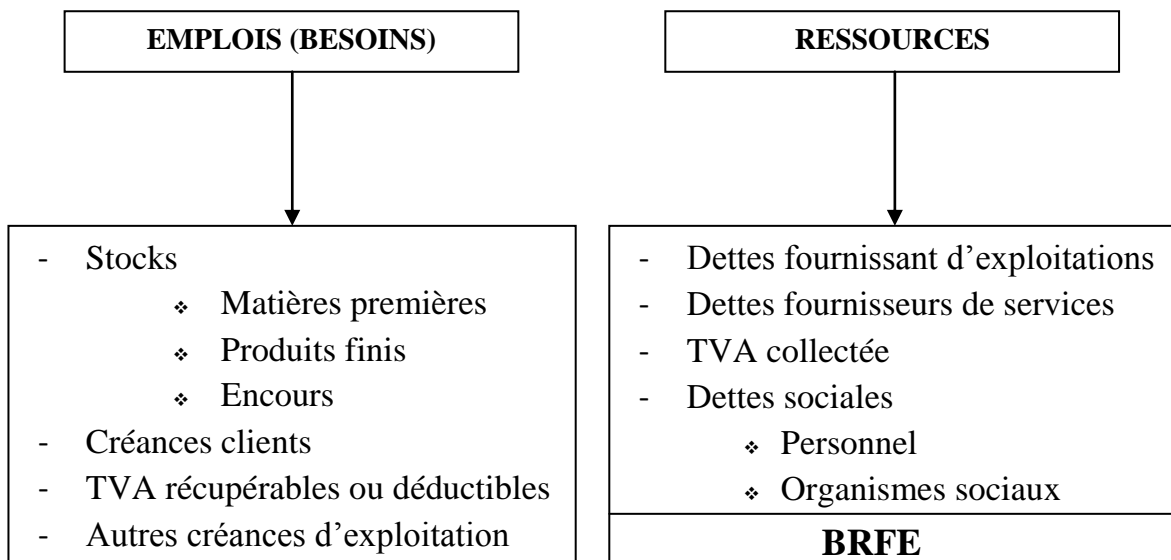 EMPLOIS (BESOINS)
- Stocks
❖ Matières premières
❖ Produits finis
❖ Encours
- Créances clients
- TVA récupérables ou déductibles
- Autres créances d’exploitation
RESSOURCES
- Dettes fournissant d’exploitations
- Dettes fournisseurs de services
- TVA collectée
- Dettes sociales
❖ Personnel
❖ Organismes sociaux
BRFE